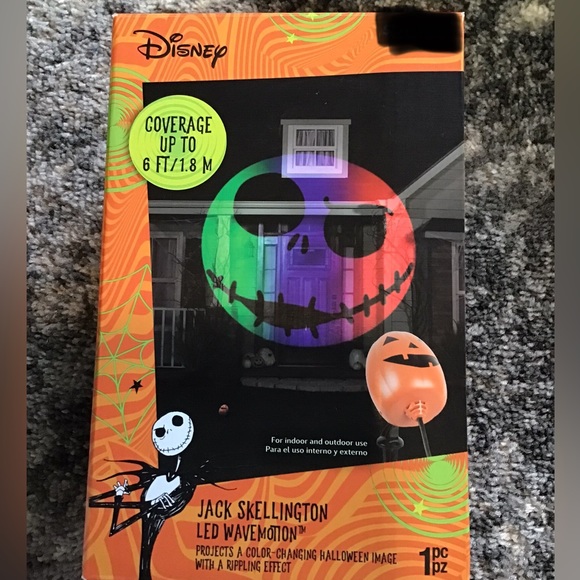 Disney
COVERAGE
UP TO
6 FT/1.8 M
For indoor and outdoor use
Para el uso interno y externo
JACK SKELLINGTON
LED WAVEMOTION™
PROJECTS A COLOR-CHANGING HALLOWEEN IMAGE
WITH A RIPPLING EFFECT
1 pc
pz